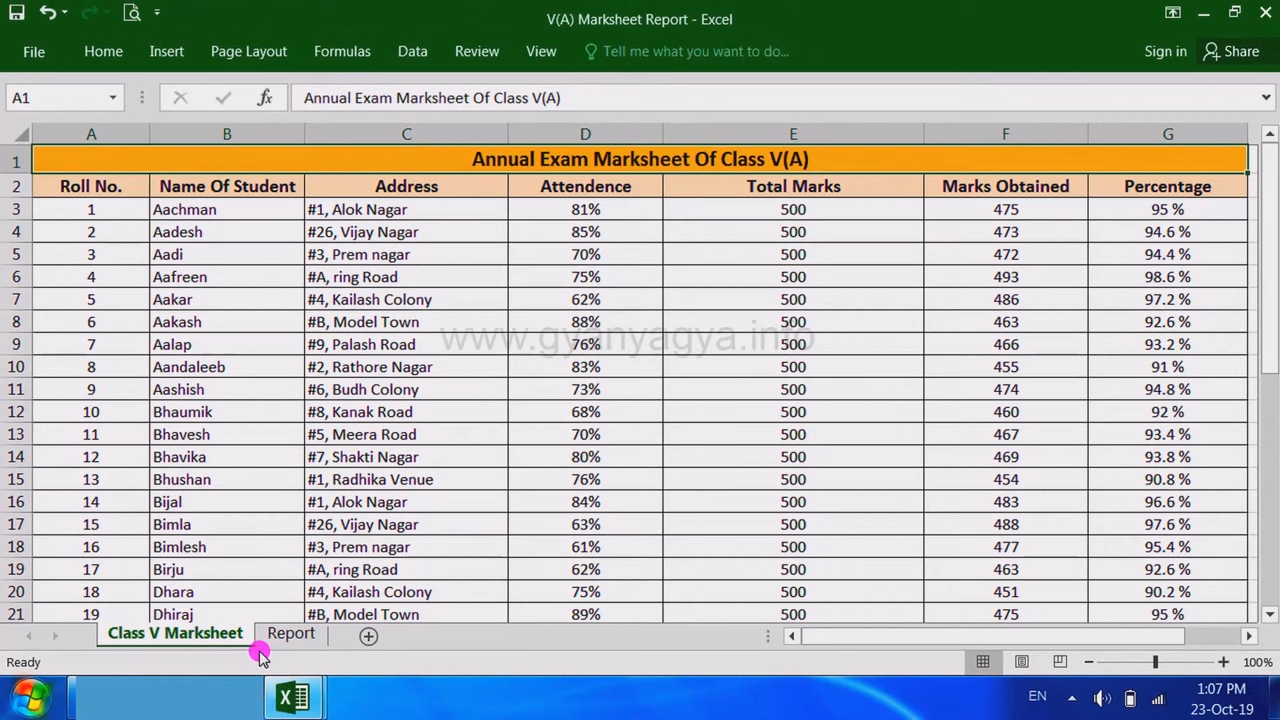 V(A) Marksheet Report - Excel
File Home Insert Page Layout Formulas Data Review View Tell me what you want to do... Sign in Share
A1 fx Annual Exam Marksheet Of Class V(A)
A B C D E F G
1 Annual Exam Marksheet Of Class V(A)
2 Roll No. Name Of Student Address Attendence Total Marks Marks Obtained Percentage
3 1 Aachman #1, Alok Nagar 81% 500 475 95 %
4 2 Aadesh #26, Vijay Nagar 85% 500 473 94.6 %
5 3 Aadi #3, Prem nagar 70% 500 472 94.4 %
6 4 Aafreen #A, ring Road 75% 500 493 98.6 %
7 5 Aakar #4, Kailash Colony 62% 500 486 97.2 %
8 6 Aakash #B, Model Town 88% 500 463 92.6 %
www.gyanyagya.info
9 7 Aalap #9, Palash Road 76% 500 466 93.2 %
10 8 Aandaleeb #2, Rathore Nagar 83% 500 455 91 %
11 9 Aashish #6, Budh Colony 73% 500 474 94.8 %
12 10 Bhaumik #8, Kanak Road 68% 500 460 92 %
13 11 Bhavesh #5, Meera Road 70% 500 467 93.4 %
14 12 Bhavika #7, Shakti Nagar 80% 500 469 93.8 %
15 13 Bhushan #1, Radhika Venue 76% 500 454 90.8 %
16 14 Bijal #1, Alok Nagar 84% 500 483 96.6 %
17 15 Bimla #26, Vijay Nagar 63% 500 488 97.6 %
18 16 Bimlesh #3, Prem nagar 61% 500 477 95.4 %
19 17 Birju #A, ring Road 62% 500 463 92.6 %
20 18 Dhara #4, Kailash Colony 75% 500 451 90.2 %
21 19 Dhiraj #B, Model Town 89% 500 475 95 %
Class V Marksheet Report
Ready 100%
EN 1:07 PM
23-Oct-19